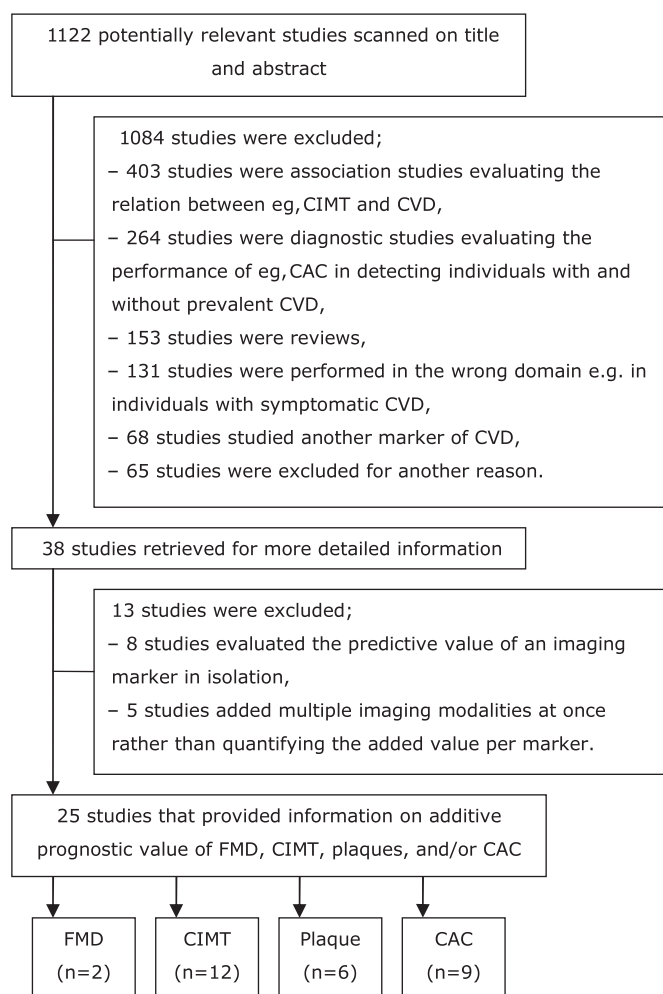 1122 potentially relevant studies scanned on title
and abstract
1084 studies were excluded;
– 403 studies were association studies evaluating the
relation between eg,CIMT and CVD,
– 264 studies were diagnostic studies evaluating the
performance of eg,CAC in detecting individuals with and
without prevalent CVD,
– 153 studies were reviews,
– 131 studies were performed in the wrong domain e.g. in
individuals with symptomatic CVD,
– 68 studies studied another marker of CVD,
– 65 studies were excluded for another reason.
38 studies retrieved for more detailed information
13 studies were excluded;
– 8 studies evaluated the predictive value of an imaging
marker in isolation,
– 5 studies added multiple imaging modalities at once
rather than quantifying the added value per marker.
25 studies that provided information on additive
prognostic value of FMD, CIMT, plaques, and/or CAC
FMD
(n=2)
CIMT
(n=12)
Plaque
(n=6)
CAC
(n=9)